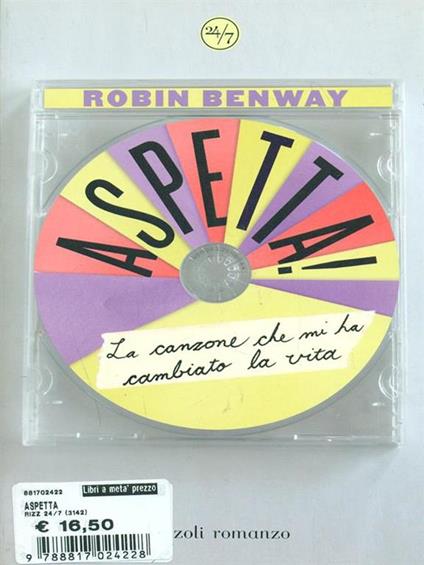 24/7
ROBIN BENWAY
ASPETTA!
La canzone che mi ha
cambiato la vita
881702422
Libri a meta' prezzo
ASPETTA
RIZZ 24/7 (3142)
€ 16,50
9 788817 024228
zoli romanzo